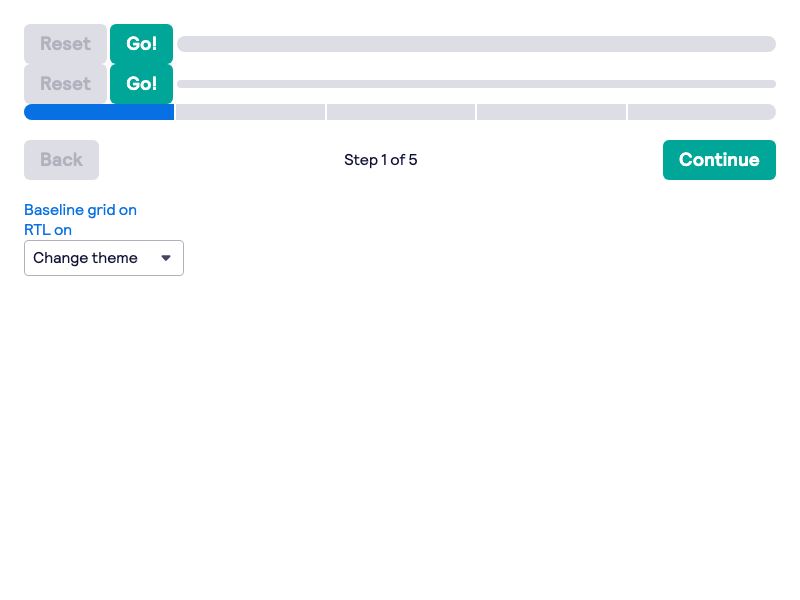 Reset Go!
Reset Go!
Back Step 1 of 5 Continue
Baseline grid on
RTL on
Change theme